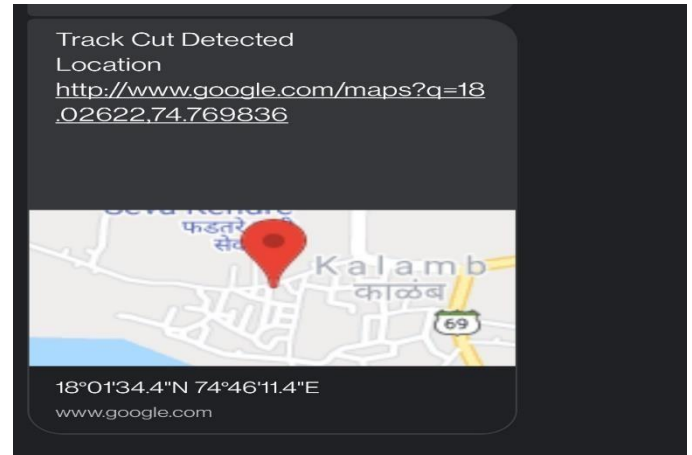 Track Cut Detected
Location
http://www.google.com/maps?q=18
.02622,74.769836
फडतरे
Kalamb
काळंब
69
18°01'34.4"N 74°46'11.4"E
www.google.com